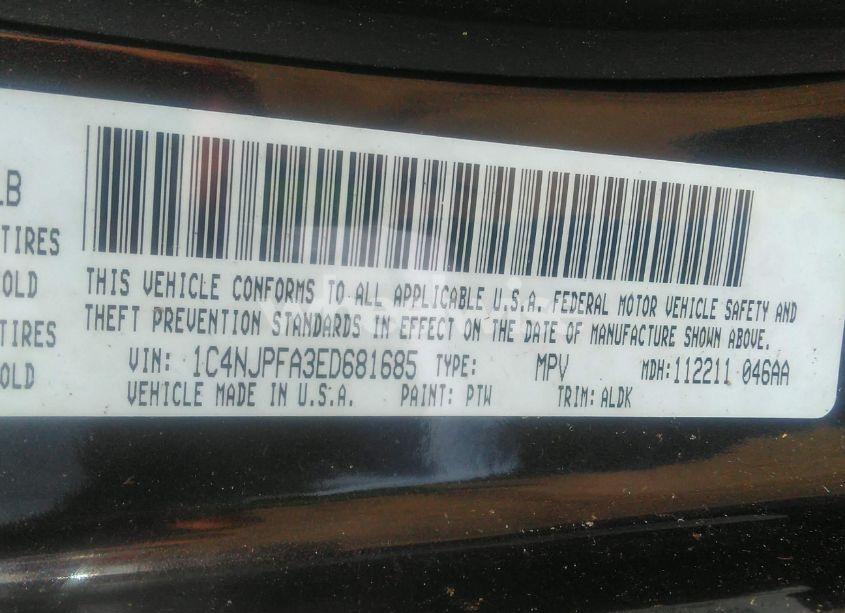 LB
TIRES
OLD
TIRES
OLD
THIS VEHICLE CONFORMS TO ALL APPLICABLE U.S.A. FEDERAL MOTOR VEHICLE SAFETY AND
THEFT PREVENTION STANDARDS IN EFFECT ON THE DATE OF MANUFACTURE SHOWN ABOVE.
VIN: 1C4NJPFA3ED681685 TYPE: MPV MDH:112211 046AA
VEHICLE MADE IN U.S.A. PAINT: PTW TRIM: ALDK